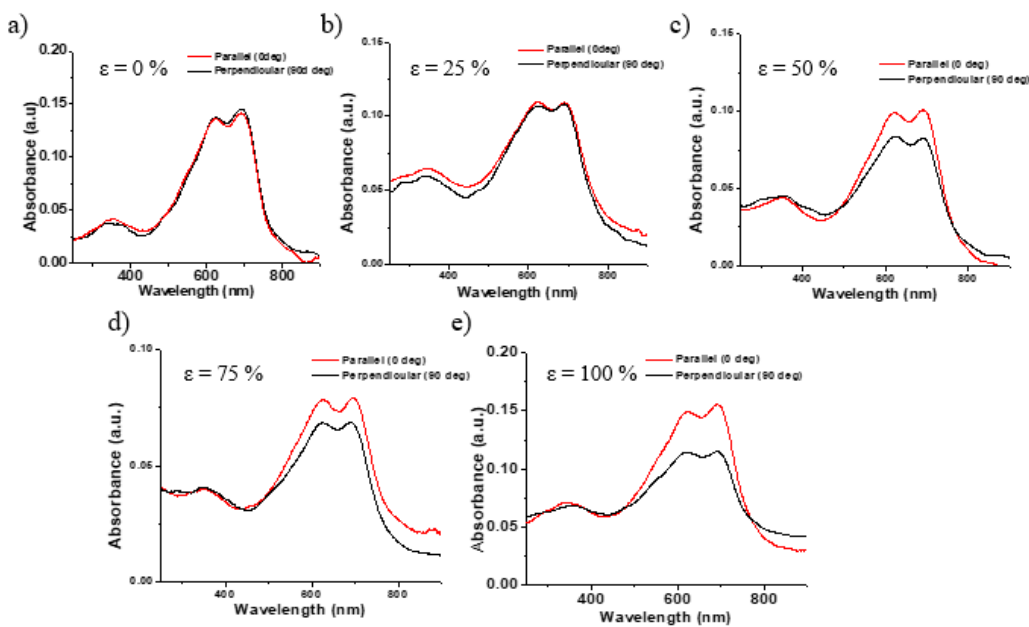 a)
0.20
0.15
0.10
0.05
0.00
Absorbance (a.u)
ε = 0 %
Parallel (0deg)
Perpendioular (90d deg)
400
600
800
Wavelength (nm)
b)
0.15
0.10
0.05
0.00
Absorbance (a.u.)
ε = 25 %
Parallel (0deg)
Perpendioular (90 deg)
400
600
800
Wavelength (nm)
c)
0.15
0.10
0.05
0.00
Absorbance (a.u.)
ε = 50 %
Parallel (0 deg)
Perpendioular (90 deg)
400
600
800
Wavelength (nm)
d)
0.10
0.05
0.00
Absorbance (a.u.)
ε = 75 %
Parallel (0 deg)
Perpendioular (90 deg)
400
600
800
Wavelength (nm)
e)
0.20
0.15
0.10
0.05
0.00
Absorbance (a.u.)
ε = 100 %
Parallel (0 deg)
Perpendioular (90 deg)
400
600
800
Wavelength (nm)